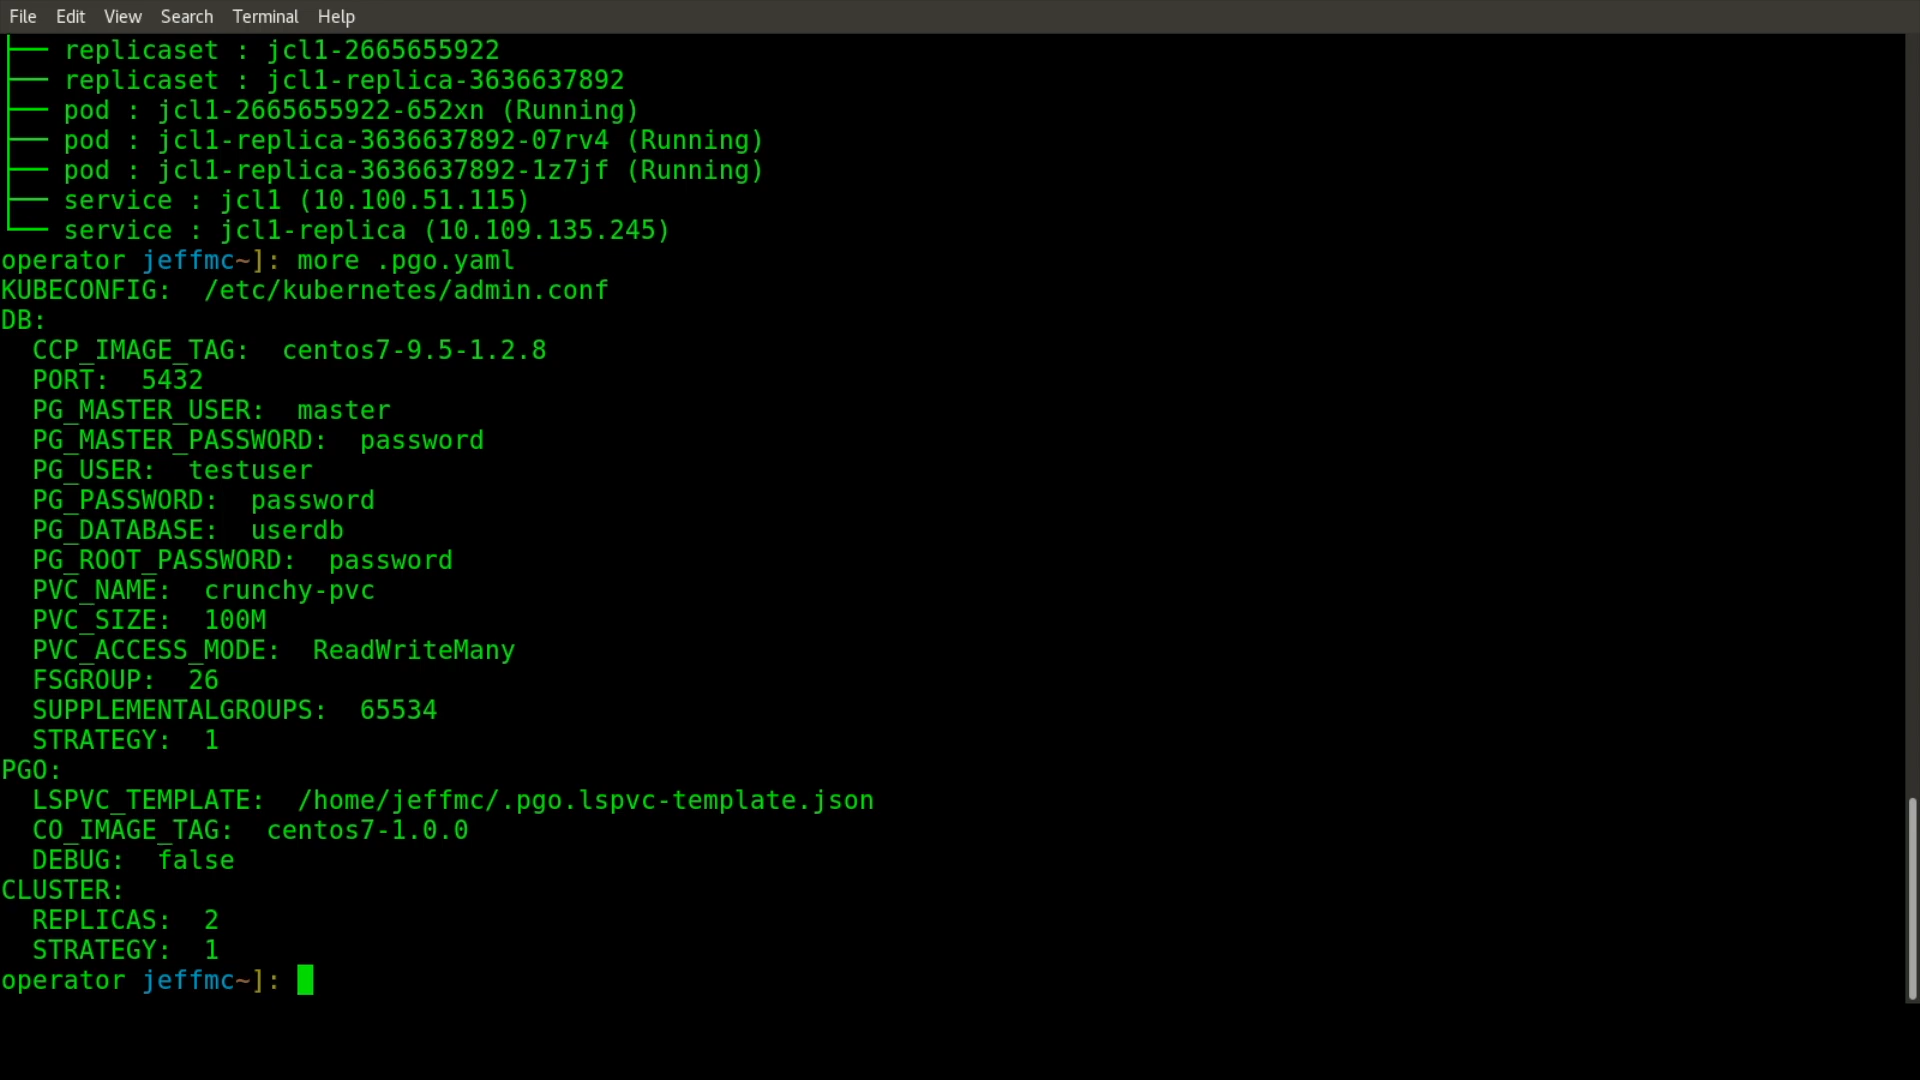 File Edit View Search Terminal Help
├── replicaset : jcl1-2665655922
├── replicaset : jcl1-replica-3636637892
├── pod : jcl1-2665655922-652xn (Running)
├── pod : jcl1-replica-3636637892-07rv4 (Running)
├── pod : jcl1-replica-3636637892-1z7jf (Running)
├── service : jcl1 (10.100.51.115)
└── service : jcl1-replica (10.109.135.245)
operator jeffmc~]: more .pgo.yaml
KUBECONFIG:  /etc/kubernetes/admin.conf
DB:
  CCP_IMAGE_TAG:  centos7-9.5-1.2.8
  PORT:  5432
  PG_MASTER_USER:  master
  PG_MASTER_PASSWORD:  password
  PG_USER:  testuser
  PG_PASSWORD:  password
  PG_DATABASE:  userdb
  PG_ROOT_PASSWORD:  password
  PVC_NAME:  crunchy-pvc
  PVC_SIZE:  100M
  PVC_ACCESS_MODE:  ReadWriteMany
  FSGROUP:  26
  SUPPLEMENTALGROUPS:  65534
  STRATEGY:  1
PGO:
  LSPVC_TEMPLATE:  /home/jeffmc/.pgo.lspvc-template.json
  CO_IMAGE_TAG:  centos7-1.0.0
  DEBUG:  false
CLUSTER:
  REPLICAS:  2
  STRATEGY:  1
operator jeffmc~]: